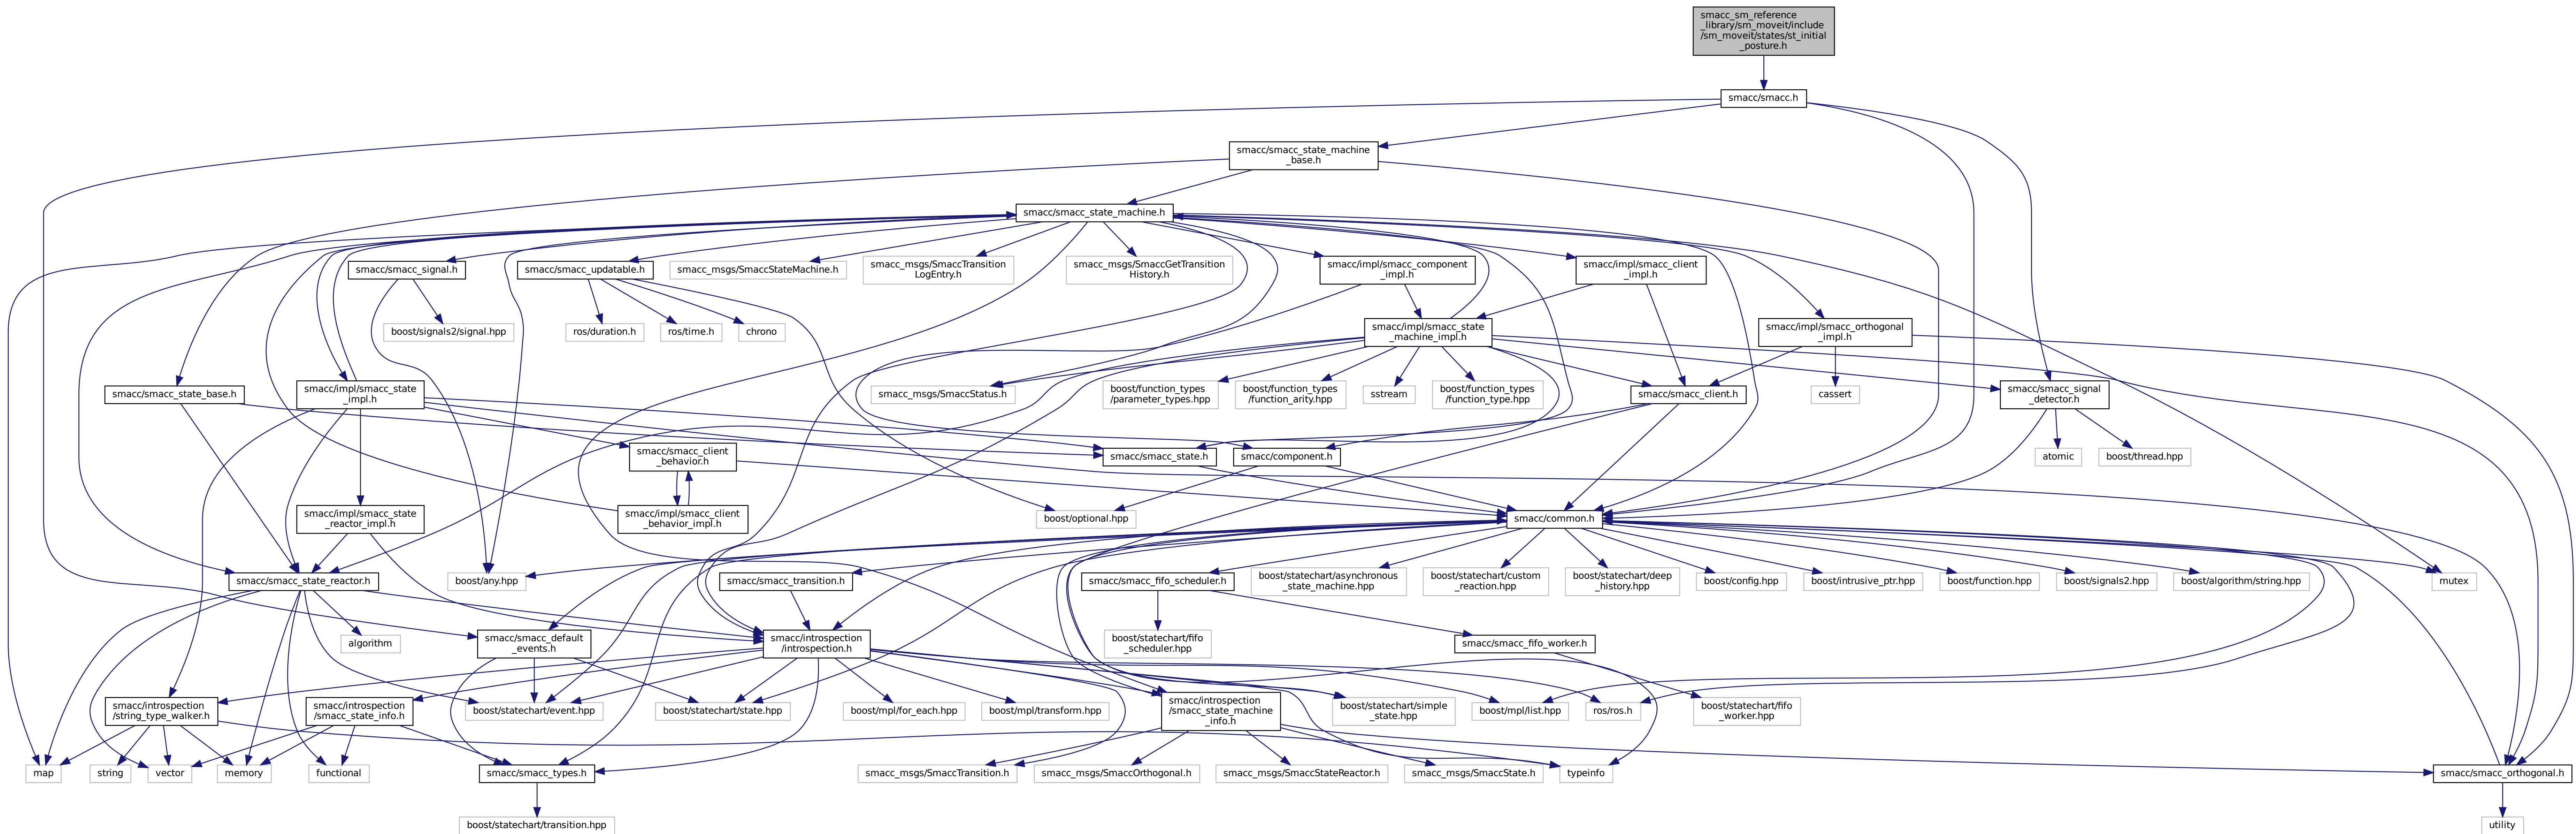 smacc_sm_reference
_library/sm_moveit/include
/sm_moveit/states/st_initial
_posture.h
smacc/smacc.h
smacc/smacc_state_machine
_base.h
smacc/smacc_state_machine.h
smacc/smacc_signal.h
smacc/smacc_updatable.h
smacc_msgs/SmaccStateMachine.h
smacc_msgs/SmaccTransition
LogEntry.h
smacc_msgs/SmaccGetTransition
History.h
smacc/impl/smacc_component
_impl.h
smacc/impl/smacc_client
_impl.h
boost/signals2/signal.hpp
ros/duration.h
ros/time.h
chrono
smacc/impl/smacc_state
_machine_impl.h
smacc/impl/smacc_orthogonal
_impl.h
smacc/smacc_state_base.h
smacc/impl/smacc_state
_impl.h
smacc_msgs/SmaccStatus.h
boost/function_types
/parameter_types.hpp
boost/function_types
/function_arity.hpp
sstream
boost/function_types
/function_type.hpp
smacc/smacc_client.h
cassert
smacc/smacc_signal
_detector.h
smacc/smacc_client
_behavior.h
smacc/smacc_state.h
smacc/component.h
atomic
boost/thread.hpp
smacc/impl/smacc_state
_reactor_impl.h
smacc/impl/smacc_client
_behavior_impl.h
boost/optional.hpp
smacc/common.h
smacc/smacc_state_reactor.h
boost/any.hpp
smacc/smacc_transition.h
smacc/smacc_fifo_scheduler.h
boost/statechart/asynchronous
_state_machine.hpp
boost/statechart/custom
_reaction.hpp
boost/statechart/deep
_history.hpp
boost/config.hpp
boost/intrusive_ptr.hpp
boost/function.hpp
boost/signals2.hpp
boost/algorithm/string.hpp
mutex
algorithm
smacc/smacc_default
_events.h
smacc/introspection
/introspection.h
boost/statechart/fifo
_scheduler.hpp
smacc/smacc_fifo_worker.h
smacc/introspection
/string_type_walker.h
smacc/introspection
/smacc_state_info.h
boost/statechart/event.hpp
boost/statechart/state.hpp
boost/mpl/for_each.hpp
boost/mpl/transform.hpp
smacc/introspection
/smacc_state_machine
_info.h
boost/statechart/simple
_state.hpp
boost/mpl/list.hpp
ros/ros.h
boost/statechart/fifo
_worker.hpp
map
string
vector
memory
functional
smacc/smacc_types.h
smacc_msgs/SmaccTransition.h
smacc_msgs/SmaccOrthogonal.h
smacc_msgs/SmaccStateReactor.h
smacc_msgs/SmaccState.h
typeinfo
smacc/smacc_orthogonal.h
boost/statechart/transition.hpp
utility